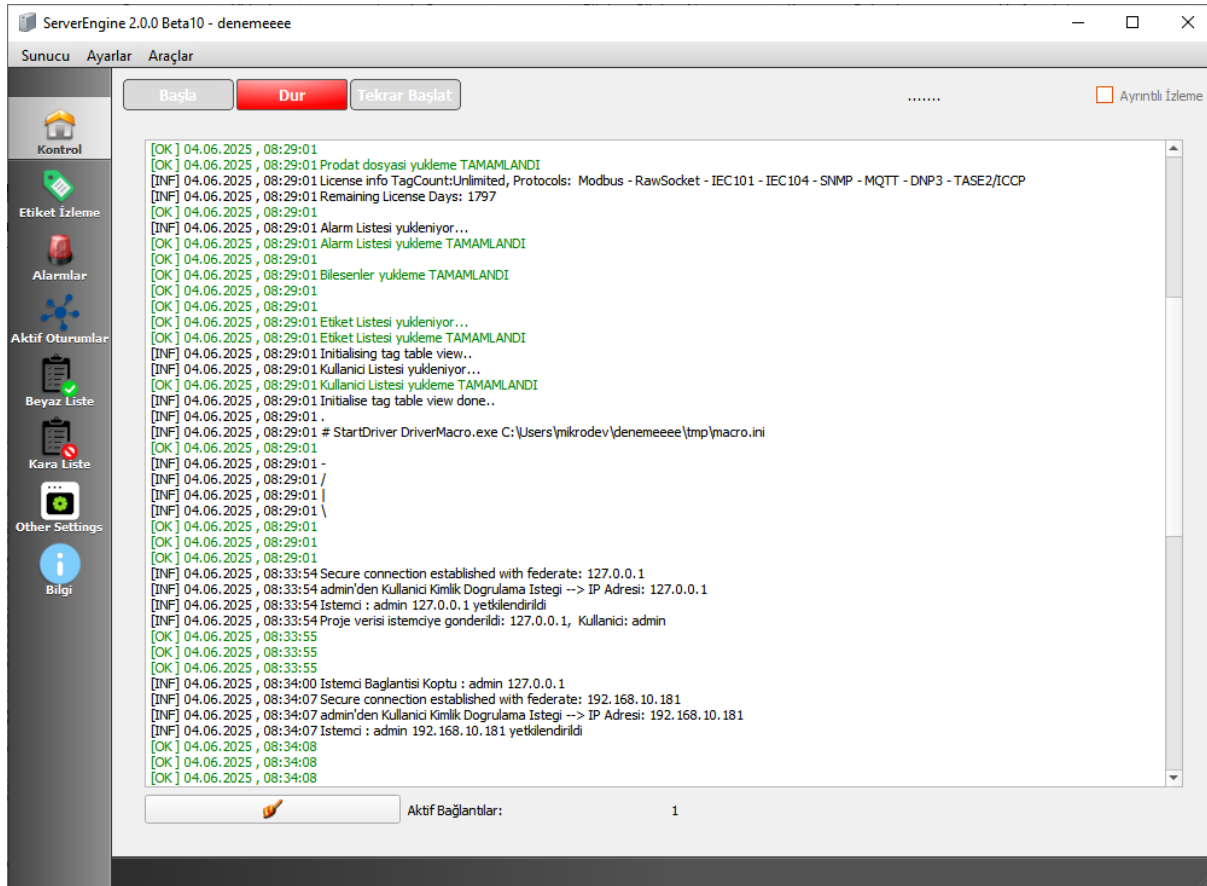 ServerEngine 2.0.0 Beta10 - denemeeee
Sunucu Ayarlar Araçlar
Başla Dur Tekrar Başlat ....... Ayrıntılı İzleme
Kontrol
Etiket İzleme
Alarmlar
Aktif Oturumlar
Beyaz Liste
Kara Liste
Other Settings
Bilgi
[OK ] 04.06.2025 , 08:29:01
[OK ] 04.06.2025 , 08:29:01 Prodat dosyasi yukleme TAMAMLANDI
[INF] 04.06.2025 , 08:29:01 License info TagCount:Unlimited, Protocols: Modbus - RawSocket - IEC101 - IEC104 - SNMP - MQTT - DNP3 - TASE2/ICCP
[INF] 04.06.2025 , 08:29:01 Remaining License Days: 1797
[OK ] 04.06.2025 , 08:29:01
[INF] 04.06.2025 , 08:29:01 Alarm Listesi yukleniyor...
[OK ] 04.06.2025 , 08:29:01 Alarm Listesi yukleme TAMAMLANDI
[OK ] 04.06.2025 , 08:29:01
[OK ] 04.06.2025 , 08:29:01 Bilesenler yukleme TAMAMLANDI
[OK ] 04.06.2025 , 08:29:01
[OK ] 04.06.2025 , 08:29:01
[OK ] 04.06.2025 , 08:29:01 Etiket Listesi yukleniyor...
[OK ] 04.06.2025 , 08:29:01 Etiket Listesi yukleme TAMAMLANDI
[INF] 04.06.2025 , 08:29:01 Initialising tag table view..
[INF] 04.06.2025 , 08:29:01 Kullanici Listesi yukleniyor...
[OK ] 04.06.2025 , 08:29:01 Kullanici Listesi yukleme TAMAMLANDI
[INF] 04.06.2025 , 08:29:01 Initialise tag table view done..
[INF] 04.06.2025 , 08:29:01 .
[INF] 04.06.2025 , 08:29:01 # StartDriver DriverMacro.exe C:\Users\mikrodev\denemeeee\tmp\macro.ini
[OK ] 04.06.2025 , 08:29:01
[INF] 04.06.2025 , 08:29:01 -
[INF] 04.06.2025 , 08:29:01 /
[INF] 04.06.2025 , 08:29:01 |
[INF] 04.06.2025 , 08:29:01 \
[OK ] 04.06.2025 , 08:29:01
[OK ] 04.06.2025 , 08:29:01
[OK ] 04.06.2025 , 08:29:01
[INF] 04.06.2025 , 08:33:54 Secure connection established with federate: 127.0.0.1
[INF] 04.06.2025 , 08:33:54 admin'den Kullanici Kimlik Dogrulama Istegi --> IP Adresi: 127.0.0.1
[INF] 04.06.2025 , 08:33:54 Istemci : admin 127.0.0.1 yetkilendirildi
[INF] 04.06.2025 , 08:33:54 Proje verisi istemciye gonderildi: 127.0.0.1, Kullanici: admin
[OK ] 04.06.2025 , 08:33:55
[OK ] 04.06.2025 , 08:33:55
[OK ] 04.06.2025 , 08:33:55
[INF] 04.06.2025 , 08:34:00 Istemci Baglantisi Koptu : admin 127.0.0.1
[INF] 04.06.2025 , 08:34:07 Secure connection established with federate: 192.168.10.181
[INF] 04.06.2025 , 08:34:07 admin'den Kullanici Kimlik Dogrulama Istegi --> IP Adresi: 192.168.10.181
[INF] 04.06.2025 , 08:34:07 Istemci : admin 192.168.10.181 yetkilendirildi
[OK ] 04.06.2025 , 08:34:08
[OK ] 04.06.2025 , 08:34:08
[OK ] 04.06.2025 , 08:34:08
Aktif Bağlantılar: 1